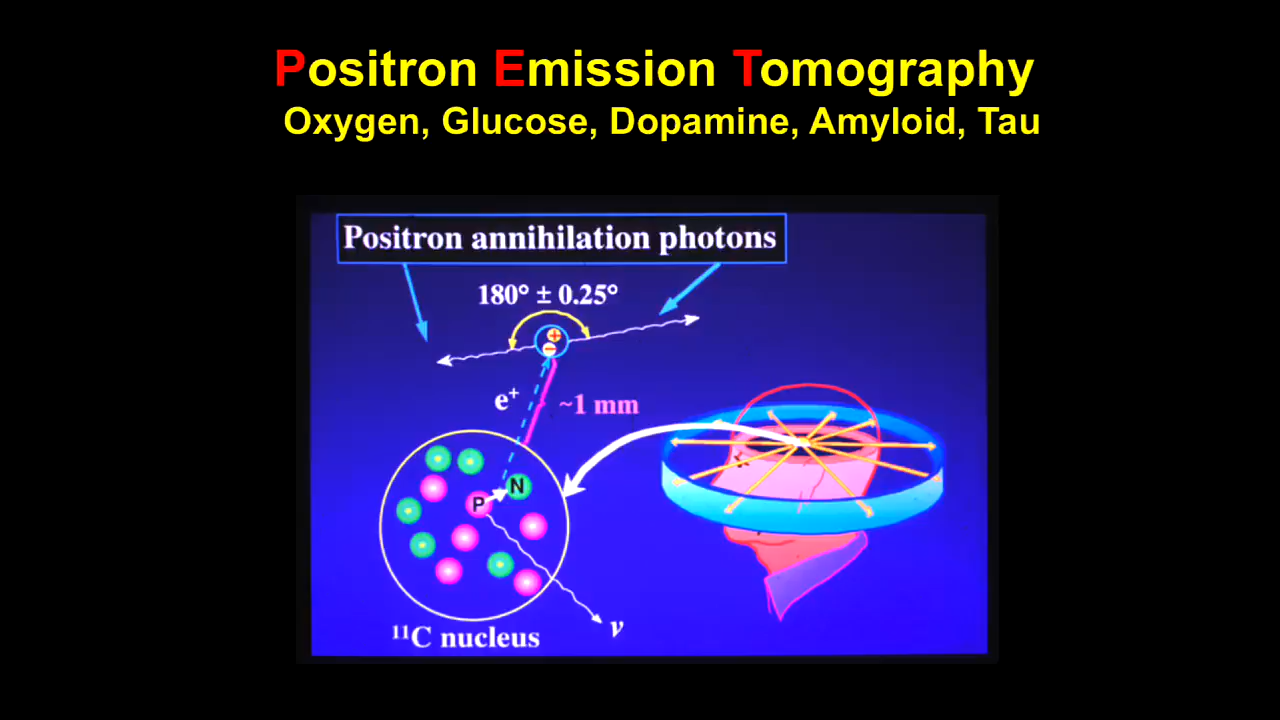 Positron Emission Tomography
Oxygen, Glucose, Dopamine, Amyloid, Tau
Positron annihilation photons
180° ± 0.25°
+
−
e⁺
~1 mm
N
P
ν
¹¹C nucleus